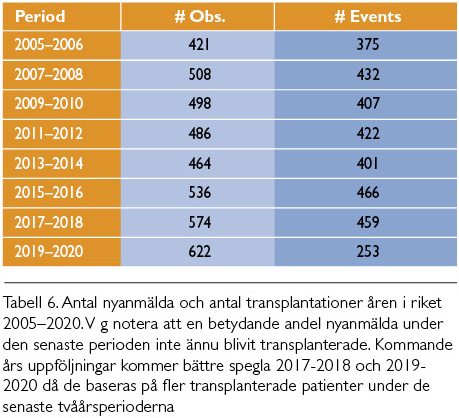 Period # Obs. # Events
2005–2006 421 375
2007–2008 508 432
2009–2010 498 407
2011–2012 486 422
2013–2014 464 401
2015–2016 536 466
2017–2018 574 459
2019–2020 622 253
Tabell 6. Antal nyanmälda och antal transplantationer åren i riket
2005–2020. V g notera att en betydande andel nyanmälda under
den senaste perioden inte ännu blivit transplanterade. Kommande
års uppföljningar kommer bättre spegla 2017-2018 och 2019-
2020 då de baseras på fler transplanterade patienter under de
senaste tvåårsperioderna